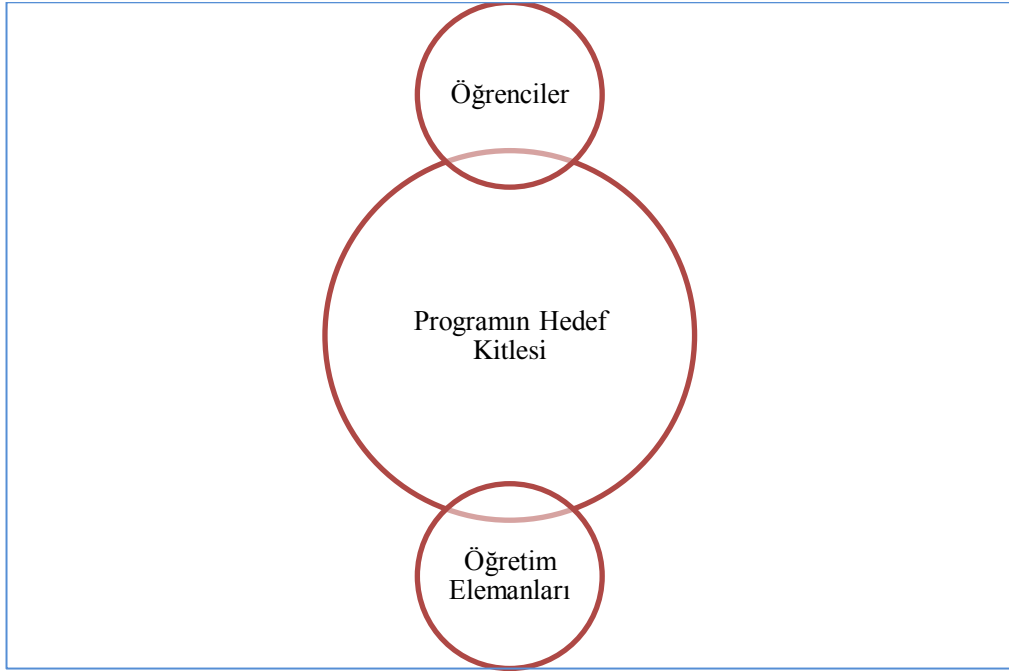 Öğrenciler
Programın Hedef
Kitlesi
Öğretim
Elemanları